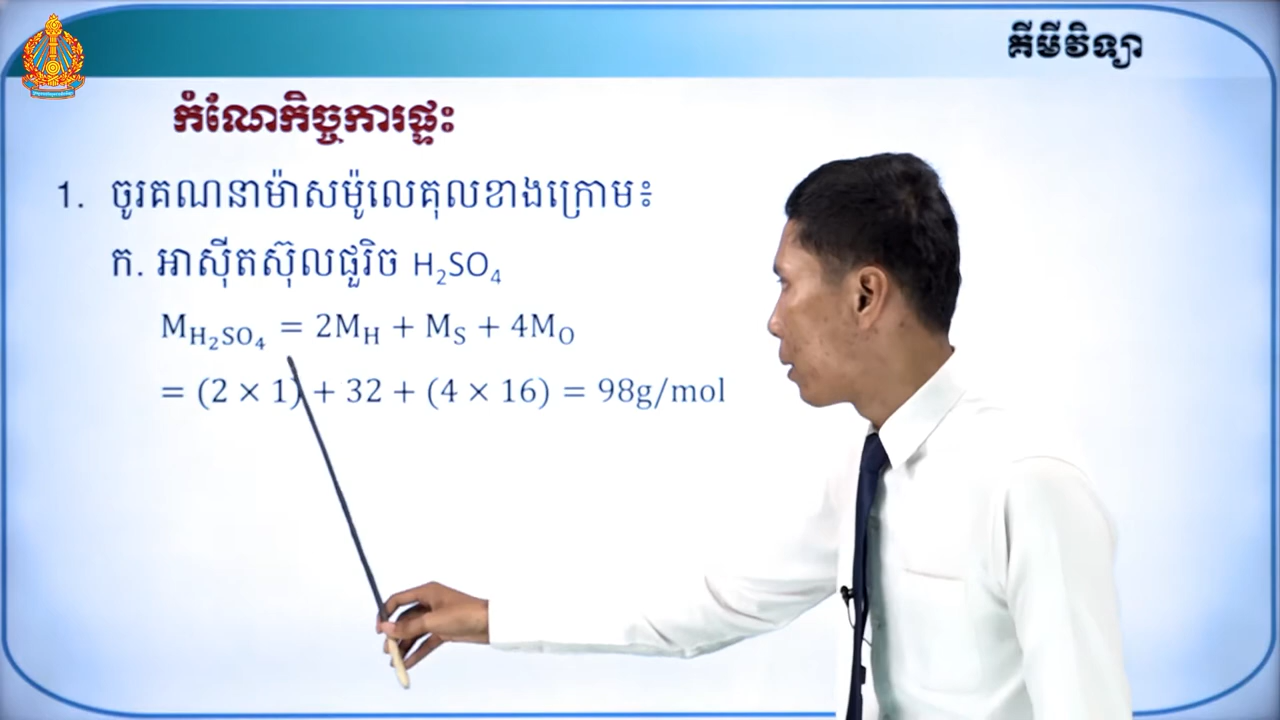 គីមីវិទ្យា
កំណែកិច្ចការផ្ទះ
1. ចូរគណនាម៉ាសម៉ូលេគុលខាងក្រោម៖
ក. អាស៊ីតស៊ុលផួរិច H₂SO₄
M_H₂SO₄ = 2M_H + M_S + 4M_O
= (2 × 1) + 32 + (4 × 16) = 98g/mol